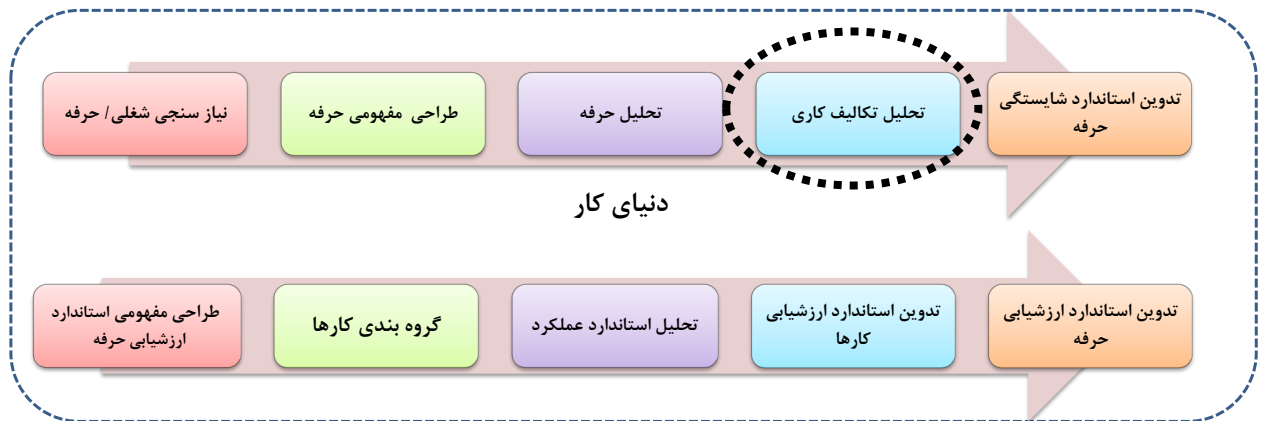 نیاز سنجی شغلی/ حرفه
طراحی مفهومی حرفه
تحلیل حرفه
تحلیل تکالیف کاری
تدوین استاندارد شایستگی
حرفه
دنیای کار
طراحی مفهومی استاندارد
ارزشیابی حرفه
گروه بندی کارها
تحلیل استاندارد عملکرد
تدوین استاندارد ارزشیابی
کارها
تدوین استاندارد ارزشیابی
حرفه